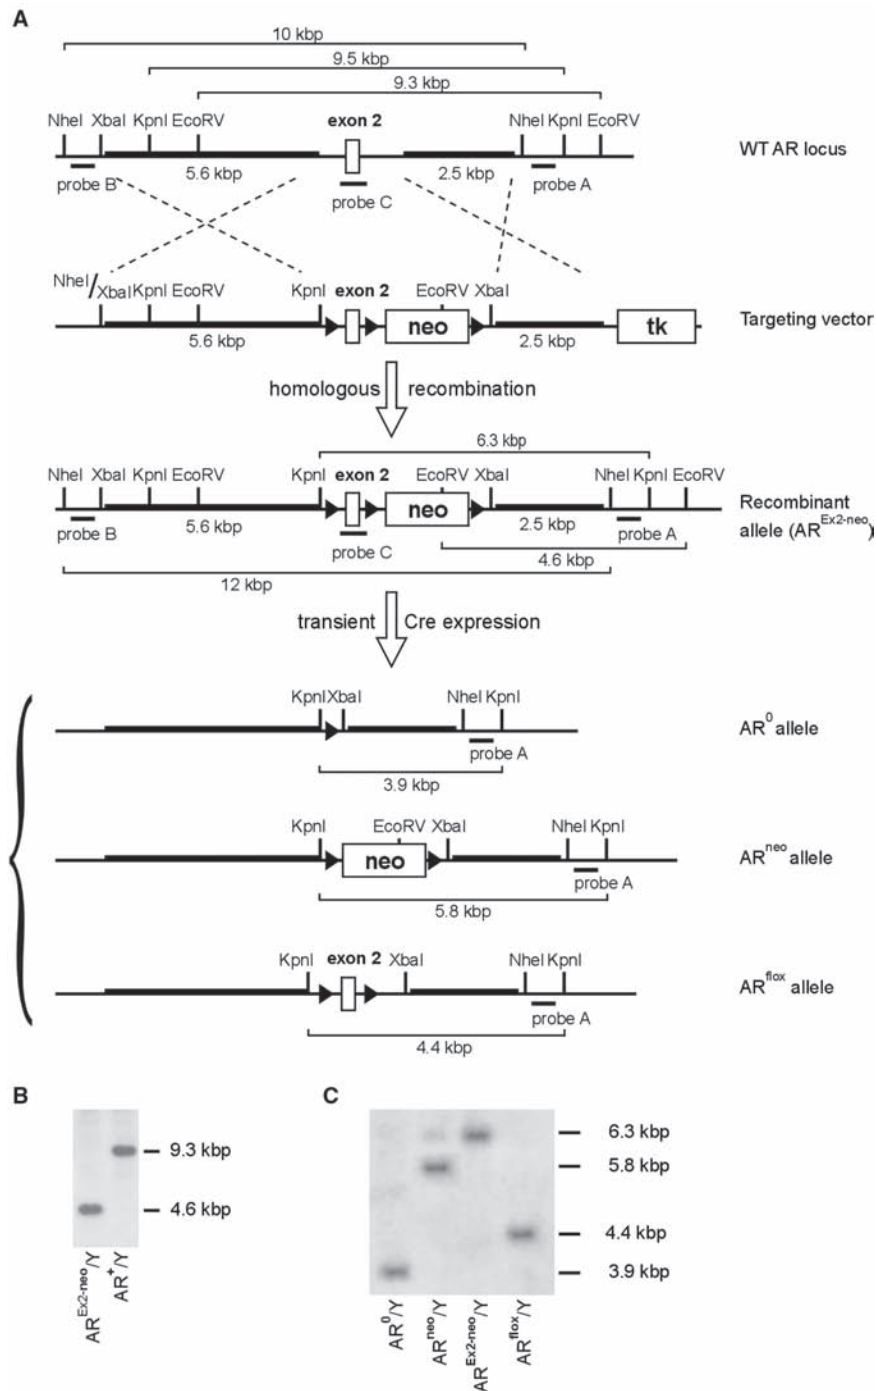 A
10 kbp
9.5 kbp
9.3 kbp
NheI XbaI KpnI EcoRV exon 2 NheI KpnI EcoRV
WT AR locus
probe B 5.6 kbp probe C 2.5 kbp probe A
NheI/XbaI KpnI EcoRV KpnI exon 2 EcoRV XbaI
neo tk
Targeting vector
5.6 kbp 2.5 kbp
homologous recombination
6.3 kbp
NheI XbaI KpnI EcoRV KpnI exon 2 EcoRV XbaI NheI KpnI EcoRV
neo
probe B 5.6 kbp probe C 2.5 kbp probe A
Recombinant
allele (AR^Ex2-neo)
4.6 kbp
12 kbp
transient Cre expression
KpnI XbaI NheI KpnI
AR^0 allele
probe A
3.9 kbp
KpnI EcoRV XbaI NheI KpnI
neo
AR^neo allele
probe A
5.8 kbp
KpnI exon 2 XbaI NheI KpnI
AR^flox allele
probe A
4.4 kbp
B
9.3 kbp
4.6 kbp
AR^Ex2-neo/Y
AR^+/Y
C
6.3 kbp
5.8 kbp
4.4 kbp
3.9 kbp
AR^0/Y
AR^neo/Y
AR^Ex2-neo/Y
AR^flox/Y